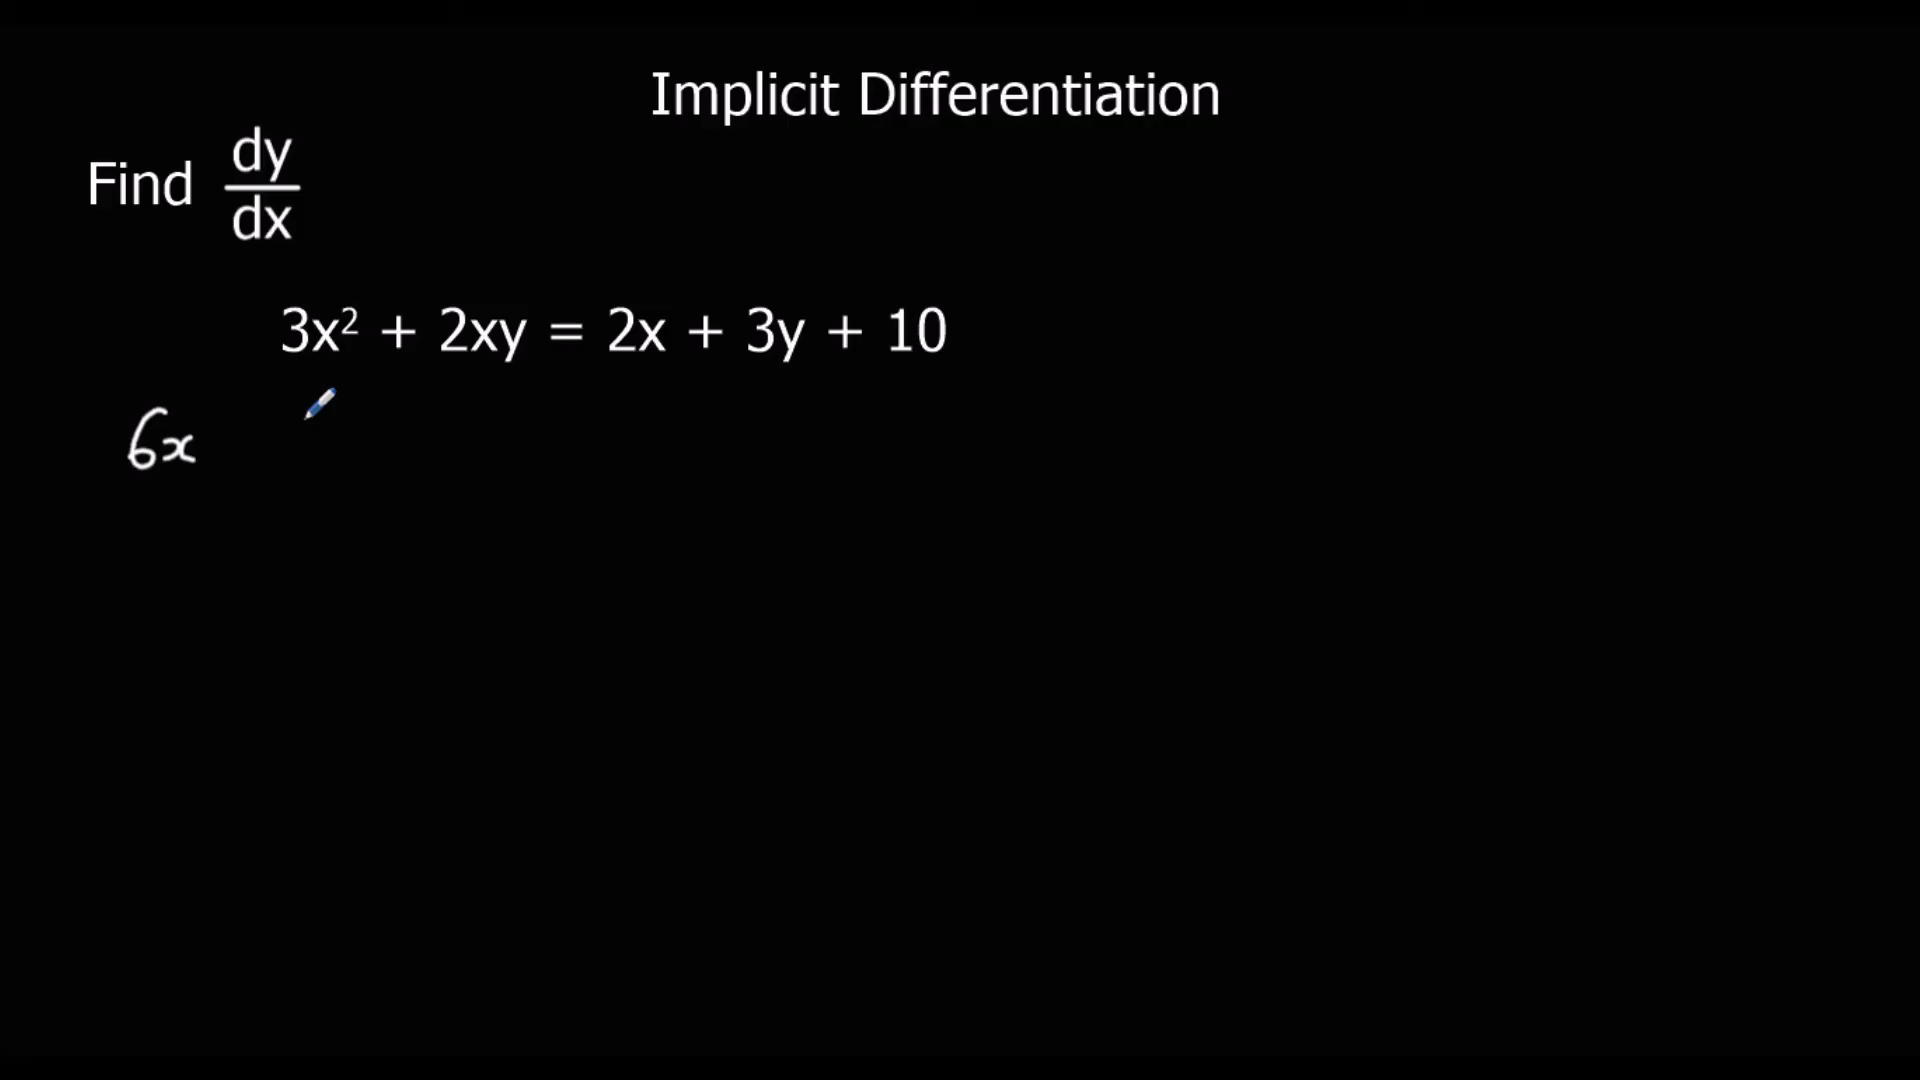 Implicit Differentiation
Find dy/dx
3x² + 2xy = 2x + 3y + 10
6x